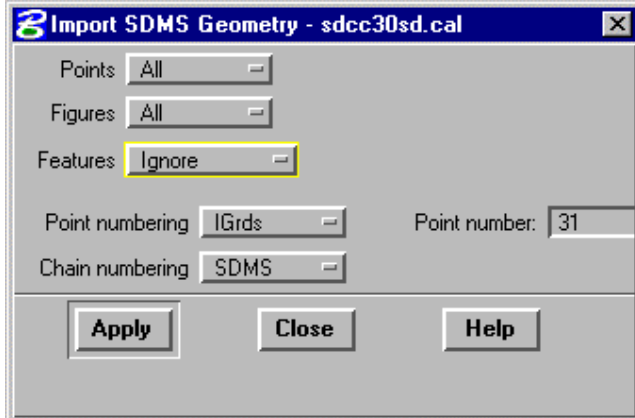 Import SDMS Geometry - sdcc30sd.cal
Points All
Figures All
Features Ignore
Point numbering IGrds Point number: 31
Chain numbering SDMS
Apply Close Help